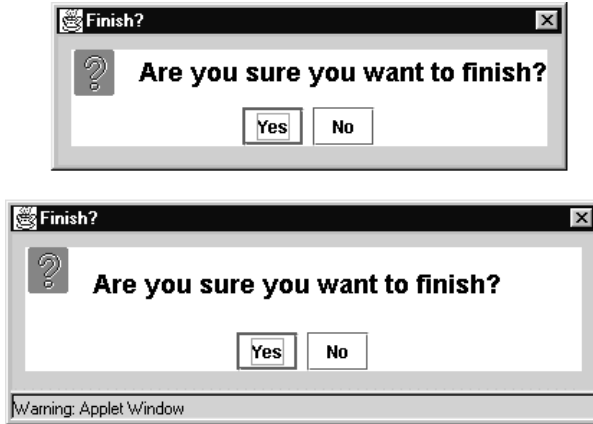 Finish?
Are you sure you want to finish?
Yes No
Finish?
Are you sure you want to finish?
Yes No
Warning: Applet Window